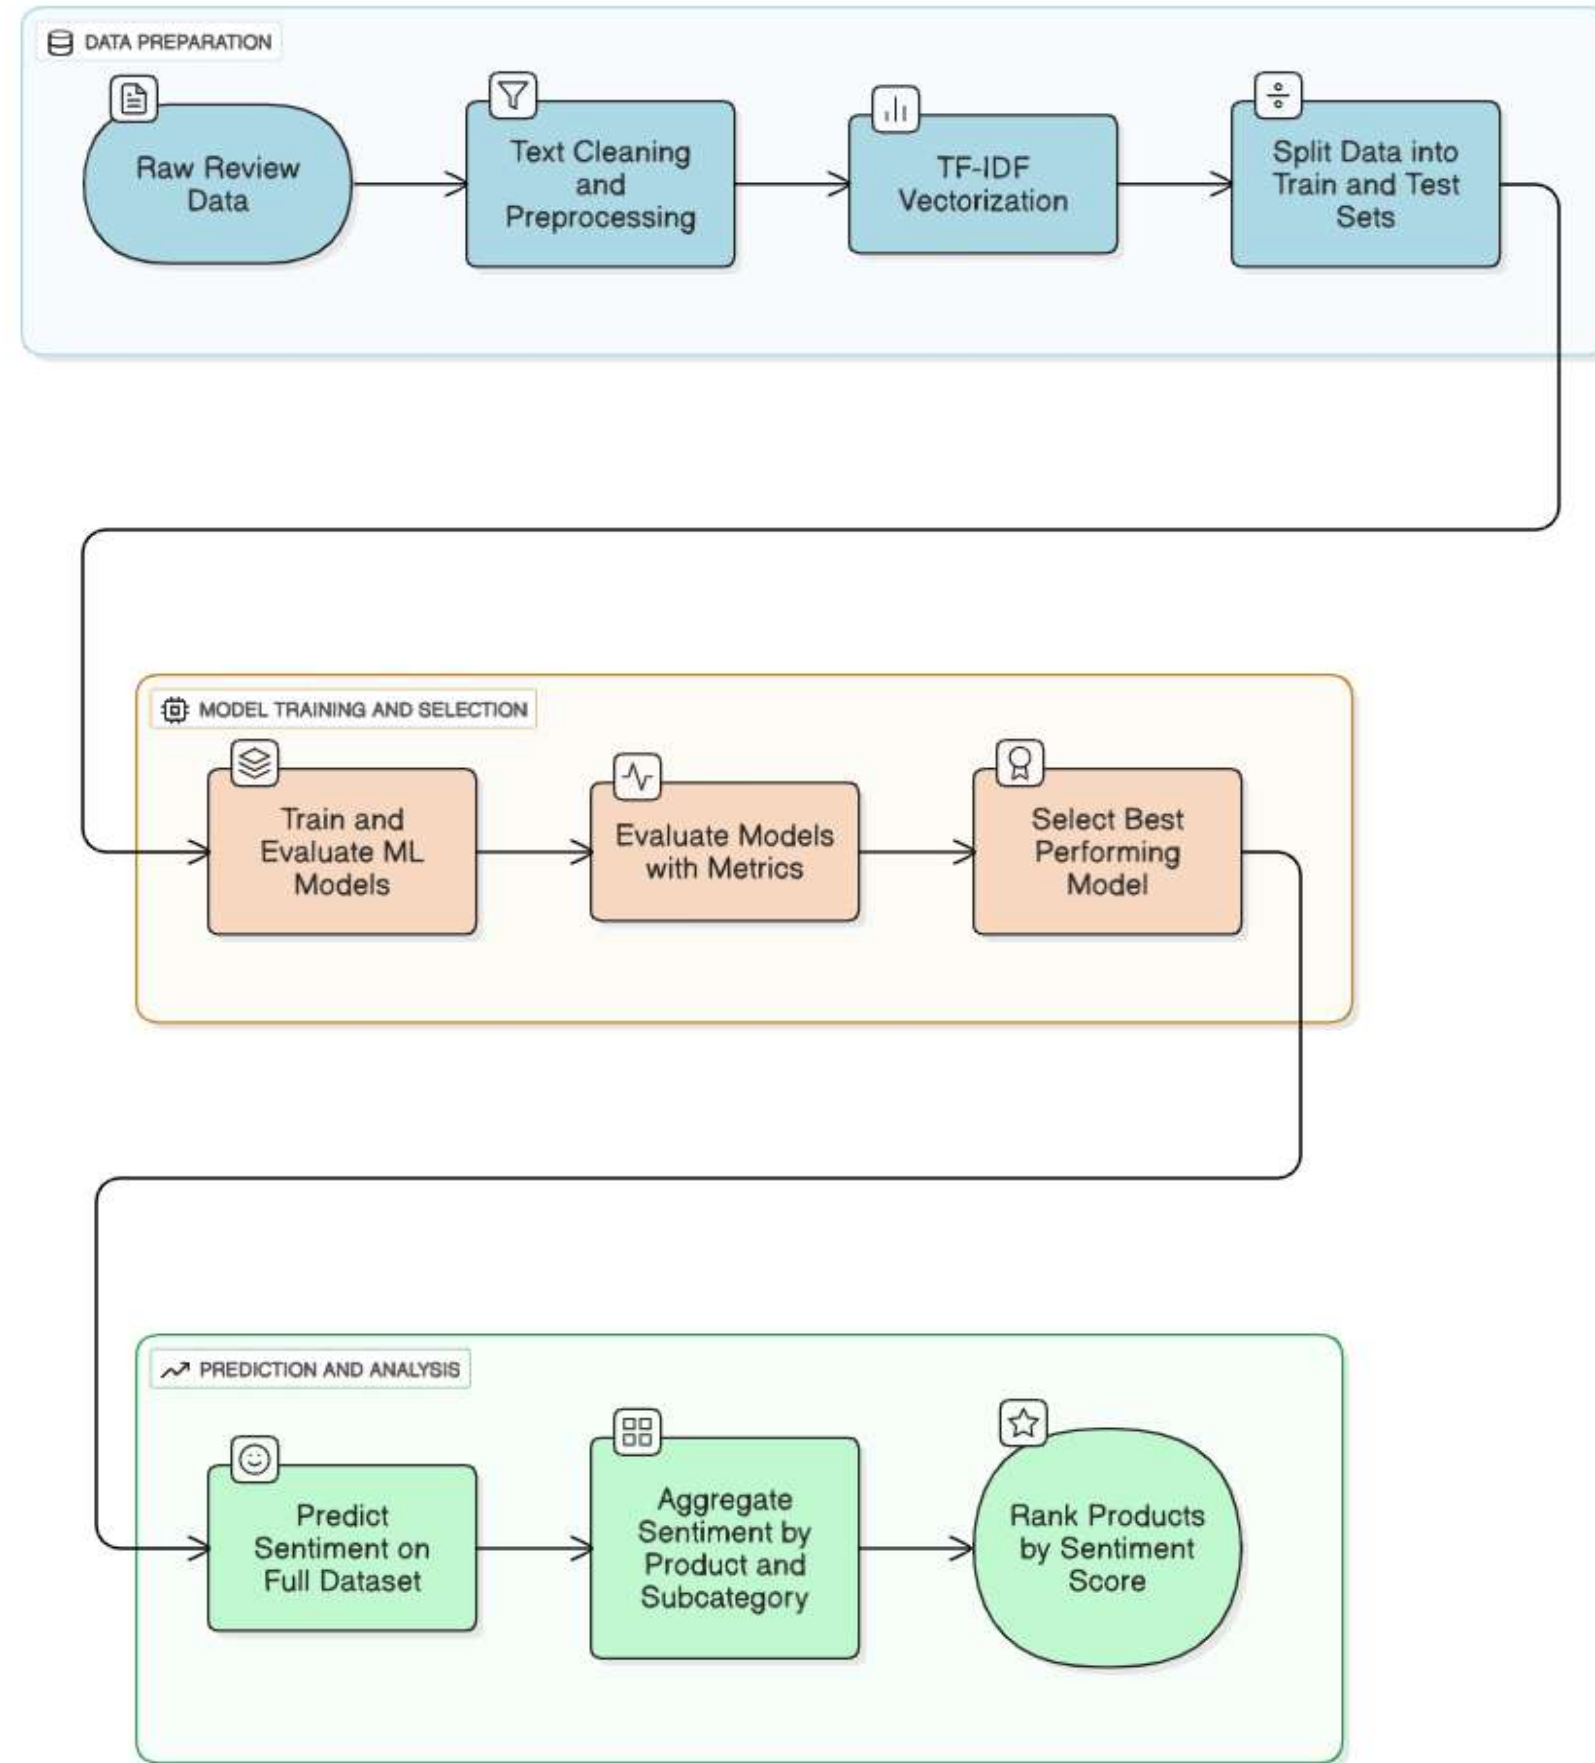 DATA PREPARATION
Raw Review
Data
Text Cleaning
and
Preprocessing
TF-IDF
Vectorization
Split Data into
Train and Test
Sets
MODEL TRAINING AND SELECTION
Train and
Evaluate ML
Models
Evaluate Models
with Metrics
Select Best
Performing
Model
PREDICTION AND ANALYSIS
Predict
Sentiment on
Full Dataset
Aggregate
Sentiment by
Product and
Subcategory
Rank Products
by Sentiment
Score